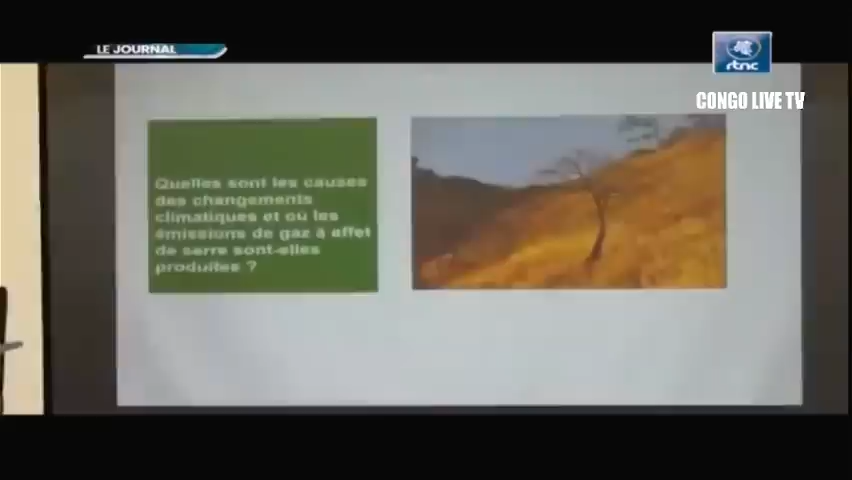 LE JOURNAL
rtnc
CONGO LIVE TV
Quelles sont les causes
des changements
climatiques et où les
émissions de gaz à effet
de serre sont-elles
produites ?